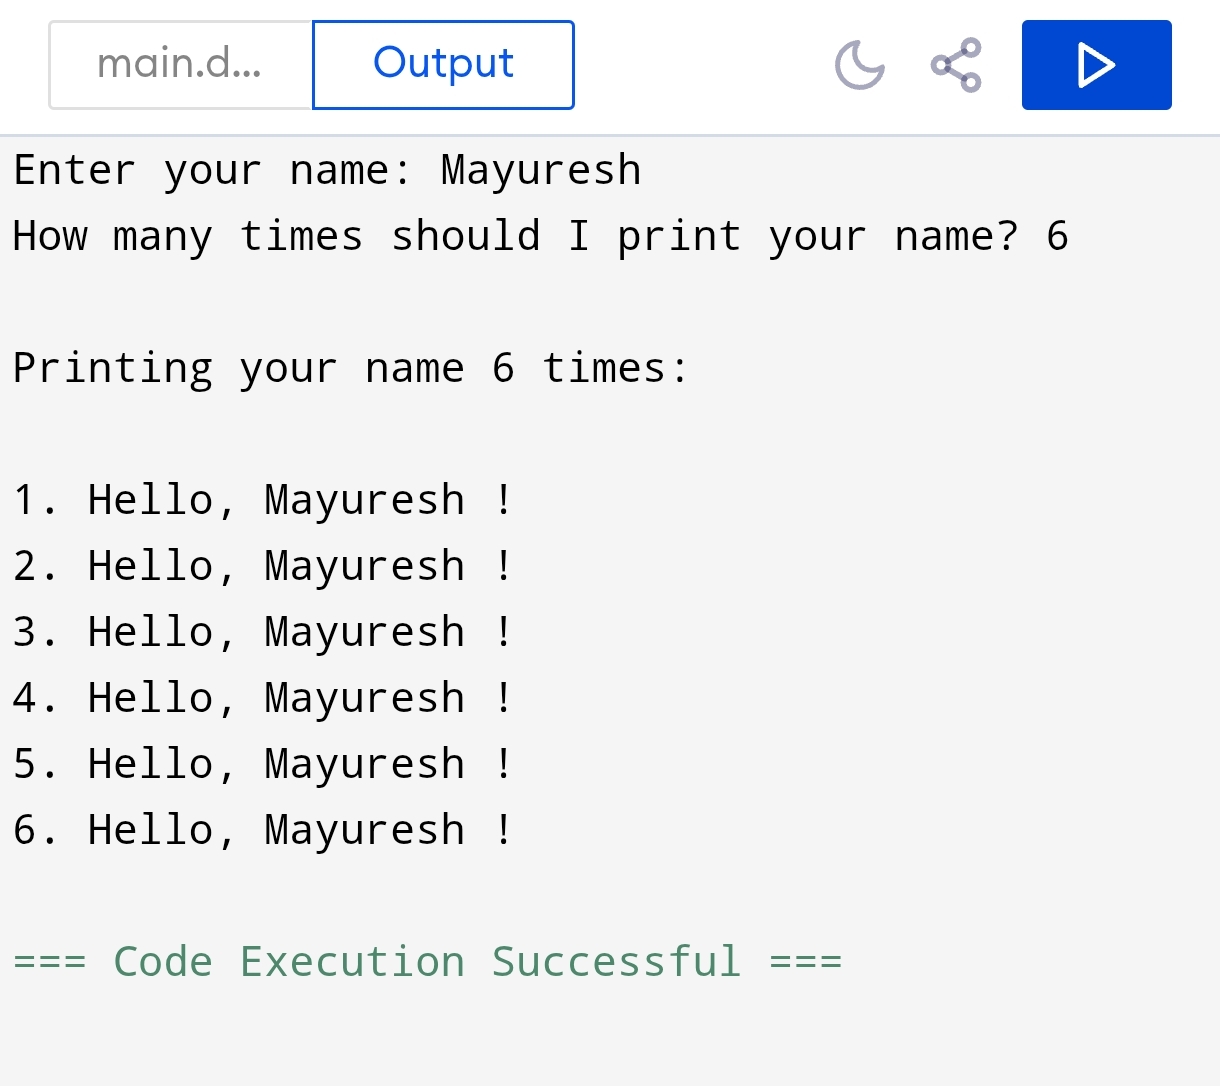 main.d... Output
Enter your name: Mayuresh
How many times should I print your name? 6
Printing your name 6 times:
1. Hello, Mayuresh !
2. Hello, Mayuresh !
3. Hello, Mayuresh !
4. Hello, Mayuresh !
5. Hello, Mayuresh !
6. Hello, Mayuresh !
=== Code Execution Successful ===